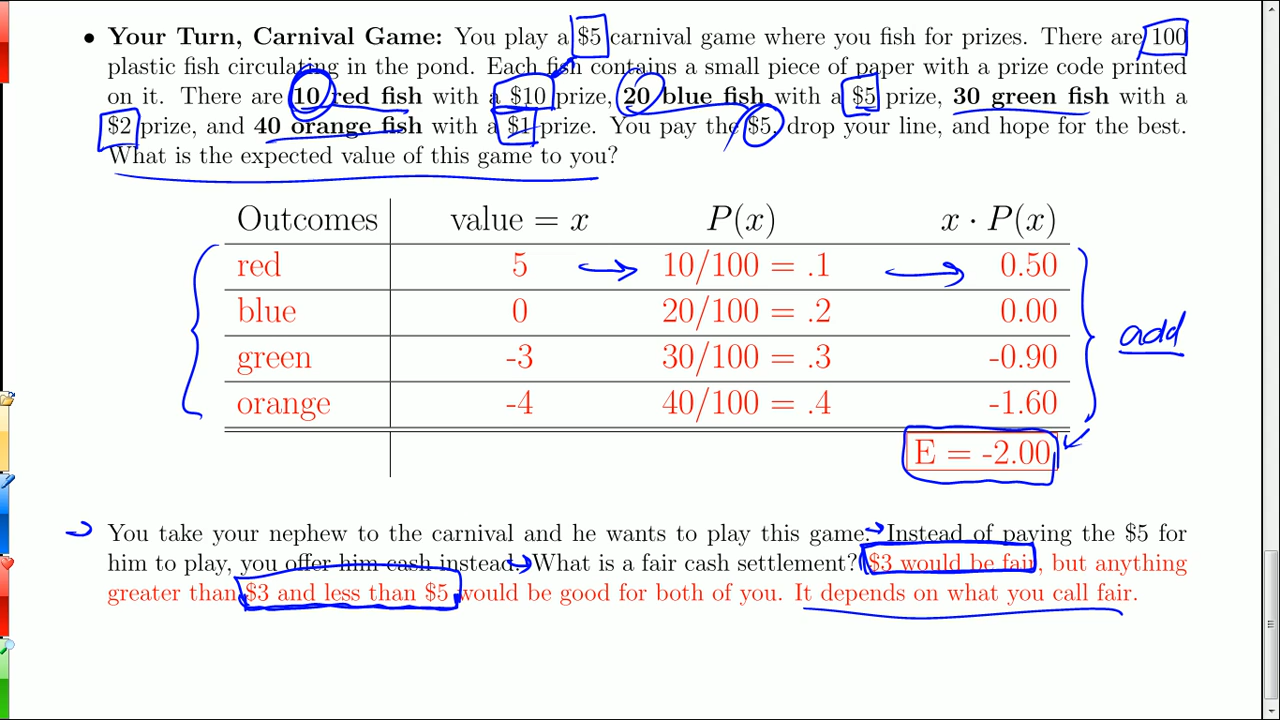 • Your Turn, Carnival Game: You play a $5 carnival game where you fish for prizes. There are 100
plastic fish circulating in the pond. Each fish contains a small piece of paper with a prize code printed
on it. There are 10 red fish with a $10 prize, 20 blue fish with a $5 prize, 30 green fish with a
$2 prize, and 40 orange fish with a $1 prize. You pay the $5, drop your line, and hope for the best.
What is the expected value of this game to you?
Outcomes value = x P(x) x · P(x)
red 5 10/100 = .1 0.50
blue 0 20/100 = .2 0.00
green -3 30/100 = .3 -0.90
orange -4 40/100 = .4 -1.60
add
E = -2.00
You take your nephew to the carnival and he wants to play this game. Instead of paying the $5 for
him to play, you offer him cash instead. What is a fair cash settlement? $3 would be fair, but anything
greater than $3 and less than $5 would be good for both of you. It depends on what you call fair.